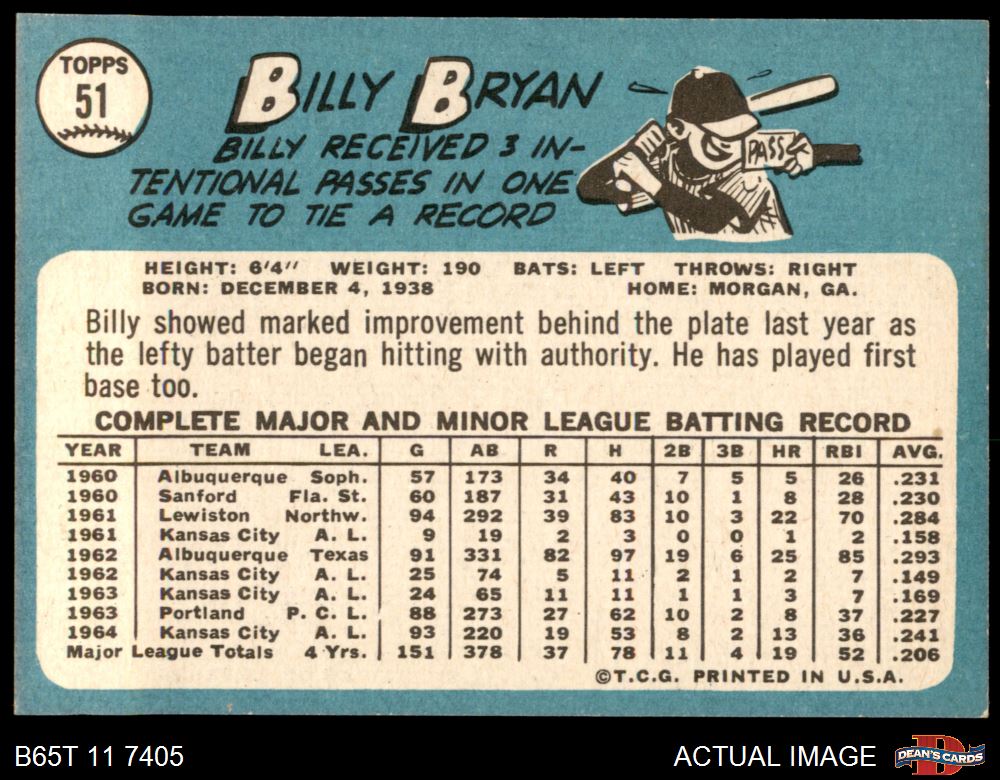 TOPPS
51
BILLY BRYAN
BILLY RECEIVED 3 IN-
TENTIONAL PASSES IN ONE
GAME TO TIE A RECORD
PASS
HEIGHT: 6'4" WEIGHT: 190 BATS: LEFT THROWS: RIGHT
BORN: DECEMBER 4, 1938 HOME: MORGAN, GA.
Billy showed marked improvement behind the plate last year as
the lefty batter began hitting with authority. He has played first
base too.
COMPLETE MAJOR AND MINOR LEAGUE BATTING RECORD
YEAR TEAM LEA. G AB R H 2B 3B HR RBI AVG.
1960 Albuquerque Soph. 57 173 34 40 7 5 5 26 .231
1960 Sanford Fla. St. 60 187 31 43 10 1 8 28 .230
1961 Lewiston Northw. 94 292 39 83 10 3 22 70 .284
1961 Kansas City A. L. 9 19 2 3 0 0 1 2 .158
1962 Albuquerque Texas 91 331 82 97 19 6 25 85 .293
1962 Kansas City A. L. 25 74 5 11 2 1 2 7 .149
1963 Kansas City A. L. 24 65 11 11 1 1 3 7 .169
1963 Portland P. C. L. 88 273 27 62 10 2 8 37 .227
1964 Kansas City A. L. 93 220 19 53 8 2 13 36 .241
Major League Totals 4 Yrs. 151 378 37 78 11 4 19 52 .206
©T.C.G. PRINTED IN U.S.A.
B65T 11 7405 ACTUAL IMAGE DEAN'S CARDS